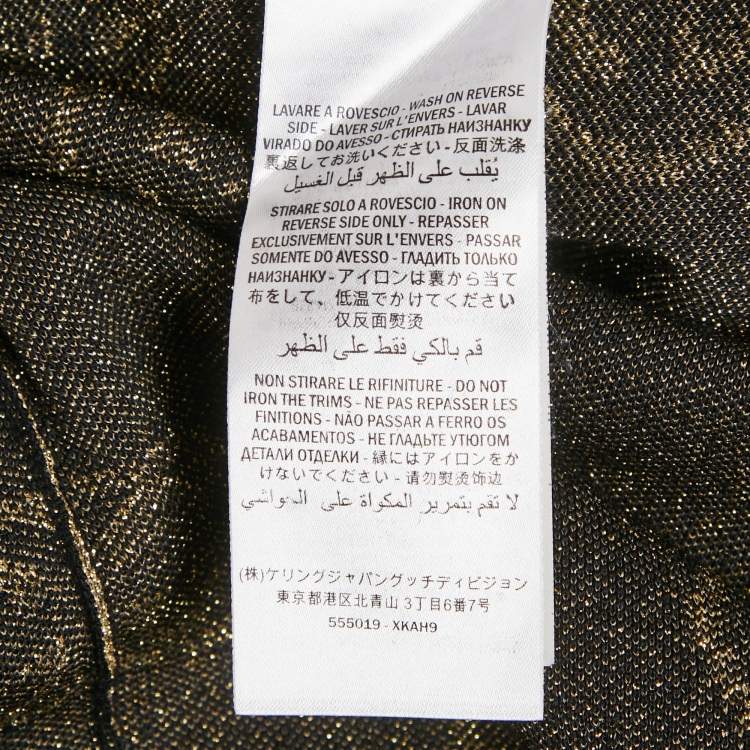 LAVARE A ROVESCIO - WASH ON REVERSE
SIDE - LAVER SUR L'ENVERS - LAVAR
VIRADO DO AVESSO - СТИРАТЬ НАИЗНАНКУ
裏返してお洗いください - 反面洗涤
يُقلب على الظهر قبل الغسيل
STIRARE SOLO A ROVESCIO - IRON ON
REVERSE SIDE ONLY - REPASSER
EXCLUSIVEMENT SUR L'ENVERS - PASSAR
SOMENTE DO AVESSO - ГЛАДИТЬ ТОЛЬКО
НАИЗНАНКУ - アイロンは裏から当て
布をして、低温でかけてください
仅反面熨烫
قم بالكي فقط على الظهر
NON STIRARE LE RIFINITURE - DO NOT
IRON THE TRIMS - NE PAS REPASSER LES
FINITIONS - NÃO PASSAR A FERRO OS
ACABAMENTOS - НЕ ГЛАДЬТЕ УТЮГОМ
ДЕТАЛИ ОТДЕЛКИ - 縁にはアイロンをか
けないでください - 请勿熨烫饰边
لا تقم بتمرير المكواة على الحواشي
(株)ケリングジャパングッチディビジョン
東京都港区北青山 3丁目6番7号
555019 - XKAH9